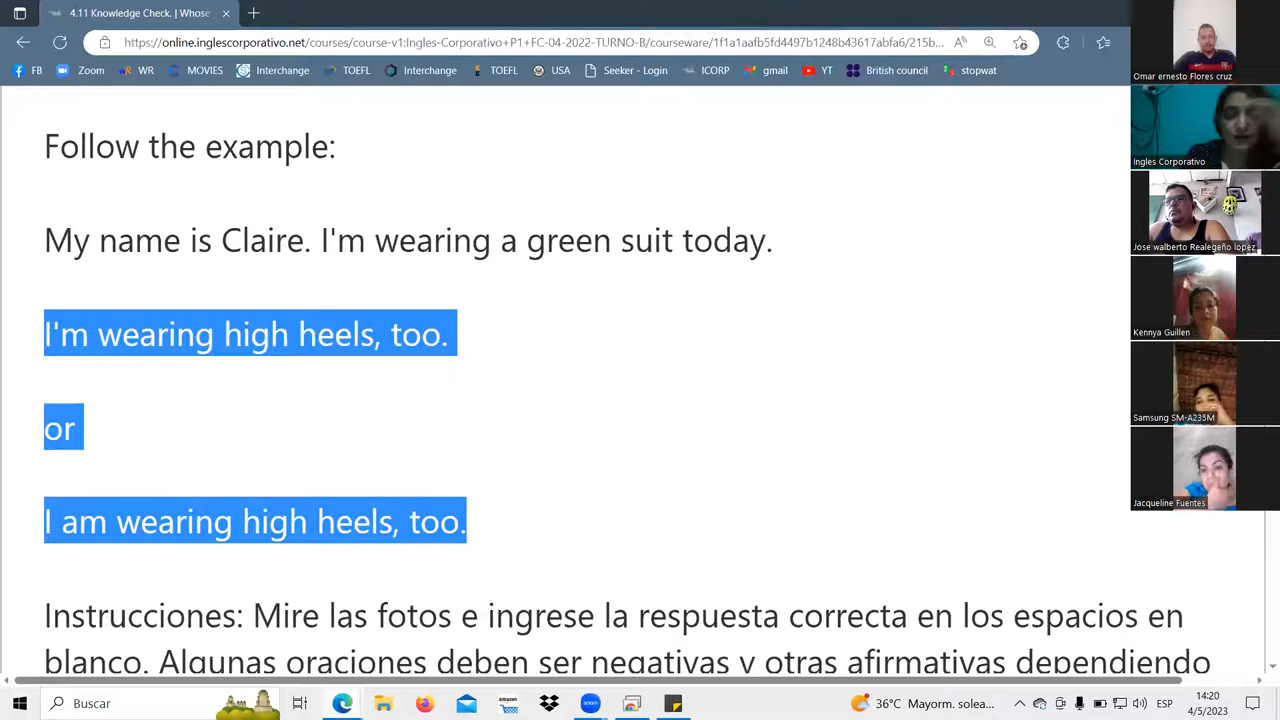 4.11 Knowledge Check. | Whose
https://online.inglescorporativo.net/courses/course-v1:Ingles-Corporativo+P1+FC-04-2022-TURNO-B/courseware/1f1a1aafb5fd4497b1248b43617abfa6/215b...
FB Zoom WR MOVIES Interchange TOEFL Interchange TOEFL USA Seeker - Login ICORP gmail YT British council stopwat
Follow the example:
My name is Claire. I'm wearing a green suit today.
I'm wearing high heels, too.
or
I am wearing high heels, too.
Instrucciones: Mire las fotos e ingrese la respuesta correcta en los espacios en
blanco. Algunas oraciones deben ser negativas y otras afirmativas dependiendo
Omar ernesto Flores cruz
Ingles Corporativo
Jose walberto Realegeño lopez
Kennya Guillen
Samsung SM-A235M
Jacqueline Fuentes
Buscar
amazon
zoom
36°C Mayorm. solea...
ESP
14:20
4/5/2023